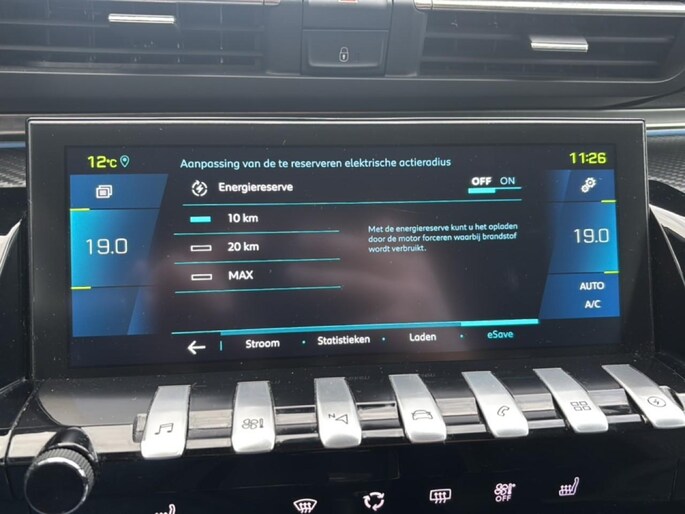 12°C
Aanpassing van de te reserveren elektrische actieradius
11:26
Energiereserve
OFF ON
10 km
20 km
MAX
Met de energiereserve kunt u het opladen
door de motor forceren waarbij brandstof
wordt verbruikt.
19.0
19.0
AUTO
A/C
Stroom • Statistieken • Laden • eSave
N
OFF